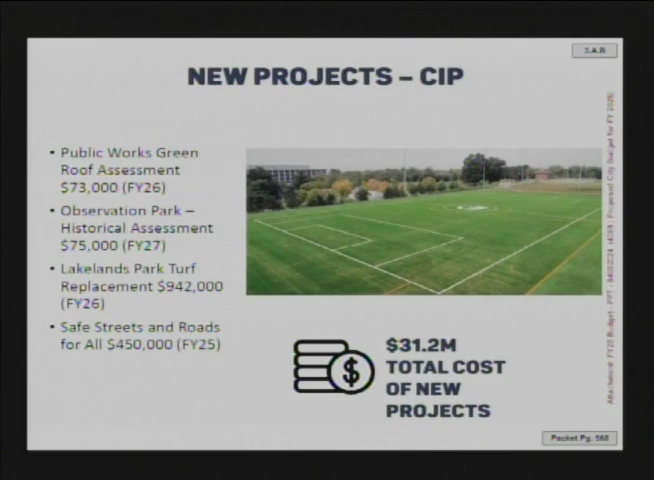 3.A.B
NEW PROJECTS – CIP
• Public Works Green
Roof Assessment
$73,000 (FY26)
• Observation Park –
Historical Assessment
$75,000 (FY27)
• Lakelands Park Turf
Replacement $942,000
(FY26)
• Safe Streets and Roads
for All $450,000 (FY25)
$31.2M
TOTAL COST
OF NEW
PROJECTS
Packet Pg. 568